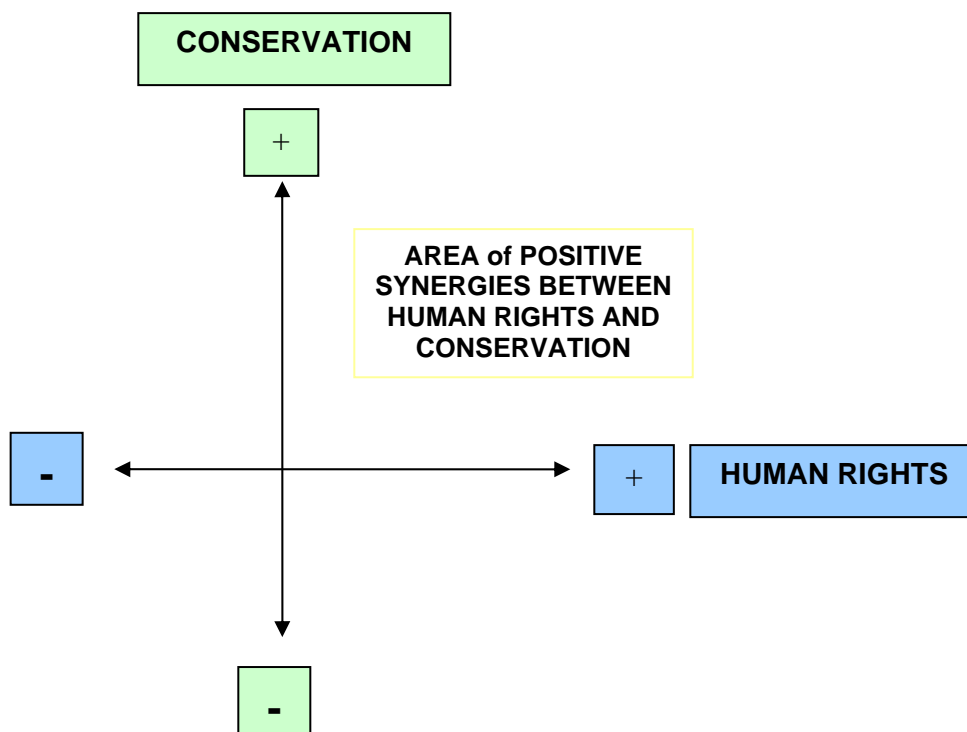 CONSERVATION
+
AREA of POSITIVE
SYNERGIES BETWEEN
HUMAN RIGHTS AND
CONSERVATION
-
+
HUMAN RIGHTS
-